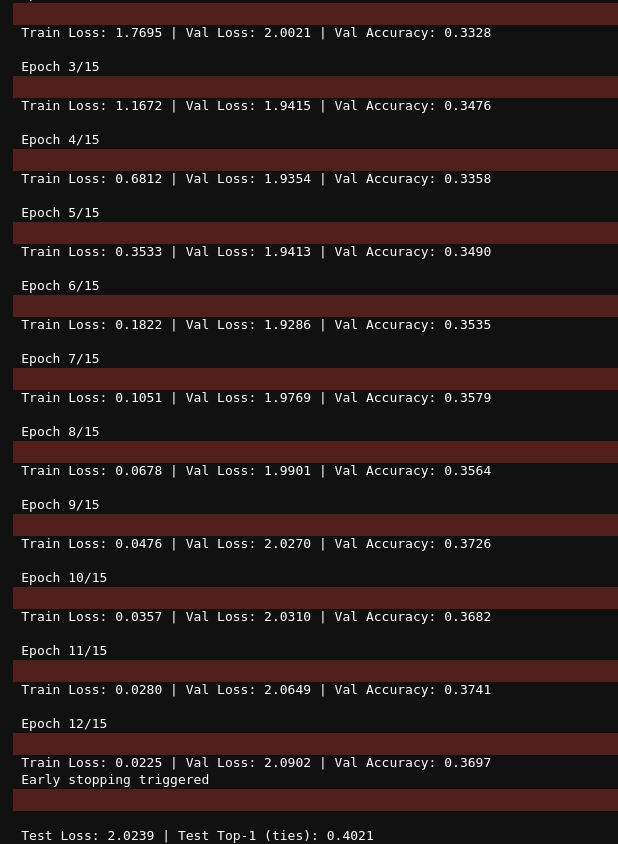 Train Loss: 1.7695 | Val Loss: 2.0021 | Val Accuracy: 0.3328
Epoch 3/15
Train Loss: 1.1672 | Val Loss: 1.9415 | Val Accuracy: 0.3476
Epoch 4/15
Train Loss: 0.6812 | Val Loss: 1.9354 | Val Accuracy: 0.3358
Epoch 5/15
Train Loss: 0.3533 | Val Loss: 1.9413 | Val Accuracy: 0.3490
Epoch 6/15
Train Loss: 0.1822 | Val Loss: 1.9286 | Val Accuracy: 0.3535
Epoch 7/15
Train Loss: 0.1051 | Val Loss: 1.9769 | Val Accuracy: 0.3579
Epoch 8/15
Train Loss: 0.0678 | Val Loss: 1.9901 | Val Accuracy: 0.3564
Epoch 9/15
Train Loss: 0.0476 | Val Loss: 2.0270 | Val Accuracy: 0.3726
Epoch 10/15
Train Loss: 0.0357 | Val Loss: 2.0310 | Val Accuracy: 0.3682
Epoch 11/15
Train Loss: 0.0280 | Val Loss: 2.0649 | Val Accuracy: 0.3741
Epoch 12/15
Train Loss: 0.0225 | Val Loss: 2.0902 | Val Accuracy: 0.3697
Early stopping triggered
Test Loss: 2.0239 | Test Top-1 (ties): 0.4021